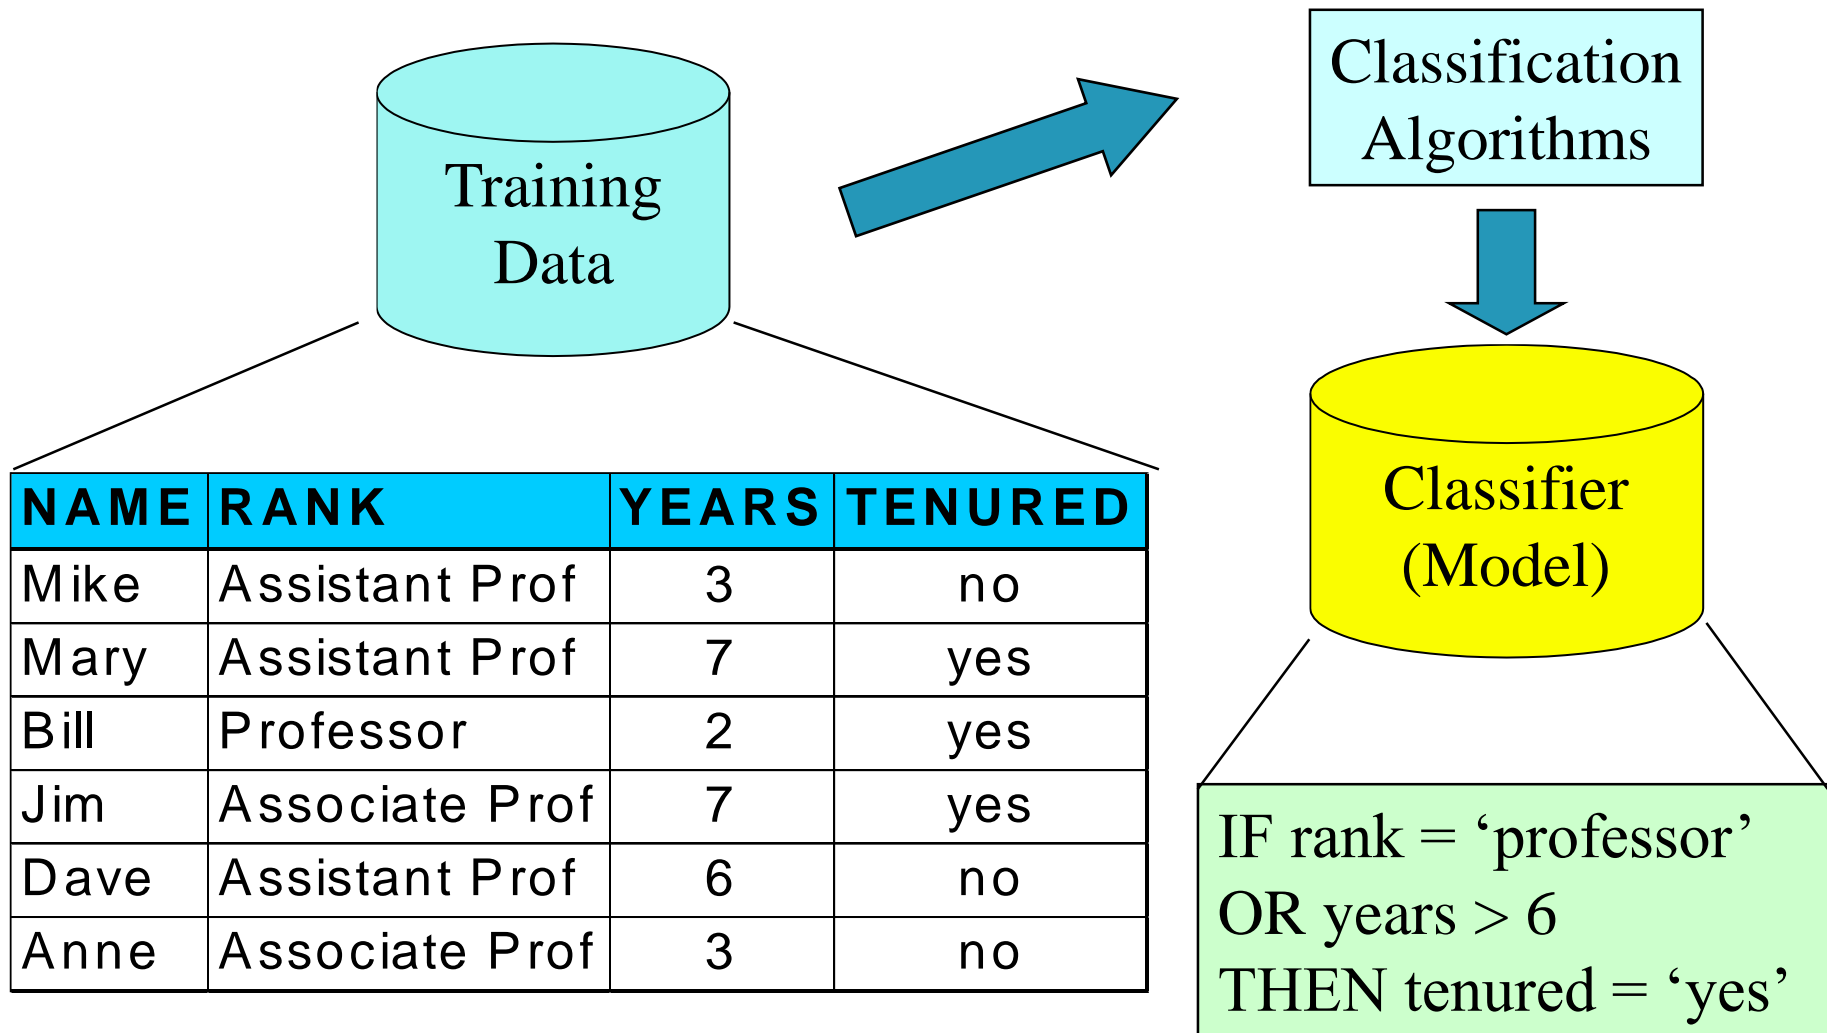 Training
Data
Classification
Algorithms
NAME RANK YEARS TENURED
Mike Assistant Prof 3 no
Mary Assistant Prof 7 yes
Bill Professor 2 yes
Jim Associate Prof 7 yes
Dave Assistant Prof 6 no
Anne Associate Prof 3 no
Classifier
(Model)
IF rank = ‘professor’
OR years > 6
THEN tenured = ‘yes’